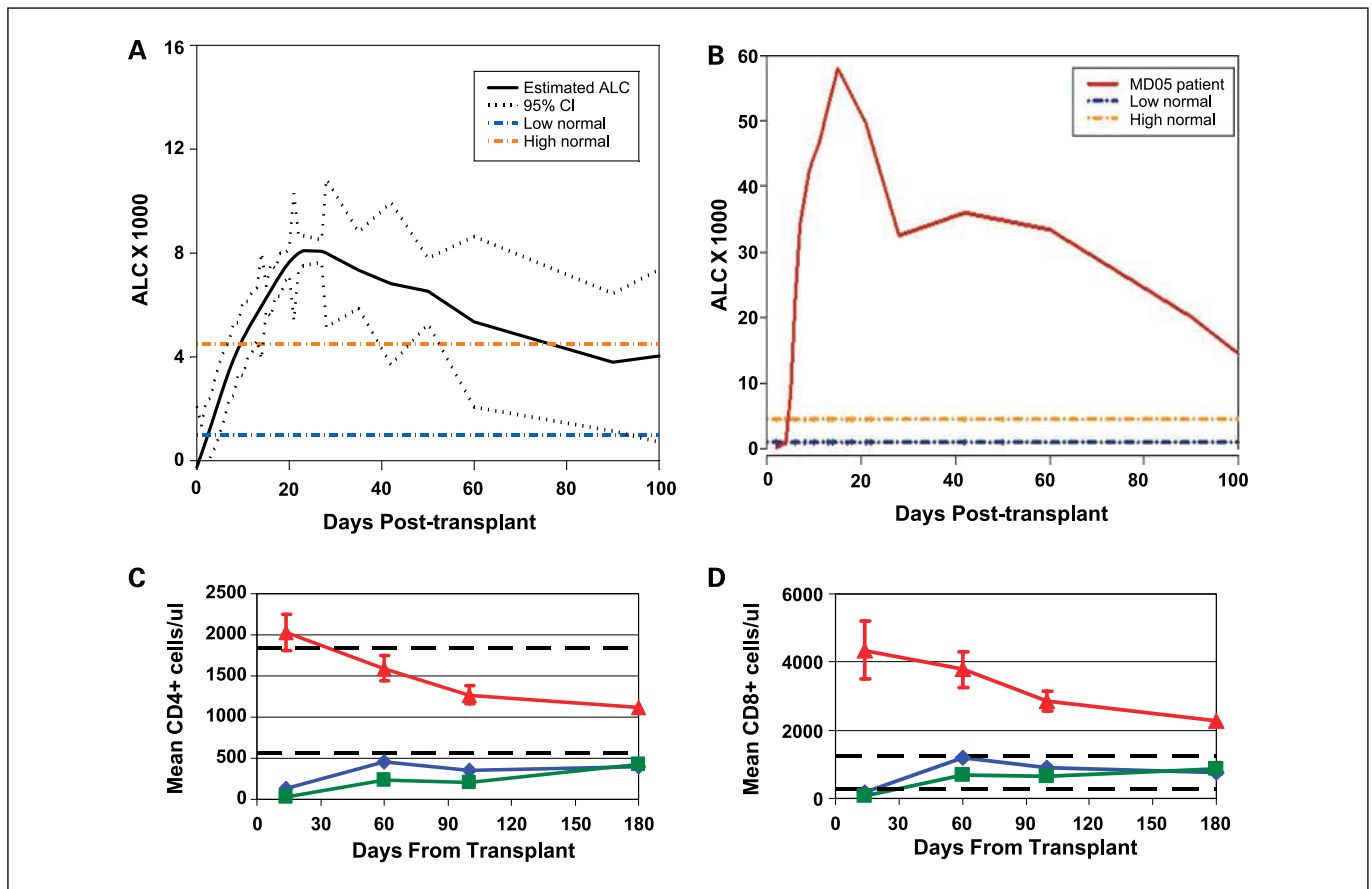 A
16
12
8
4
0
ALC X 1000
Estimated ALC
95% CI
Low normal
High normal
0 20 40 60 80 100
Days Post-transplant
B
60
50
40
30
20
10
0
ALC X 1000
MD05 patient
Low normal
High normal
0 20 40 60 80 100
Days Post-transplant
C
2500
2000
1500
1000
500
0
Mean CD4+ cells/ul
0 30 60 90 120 150 180
Days From Transplant
D
6000
4000
2000
0
Mean CD8+ cells/ul
0 30 60 90 120 150 180
Days From Transplant